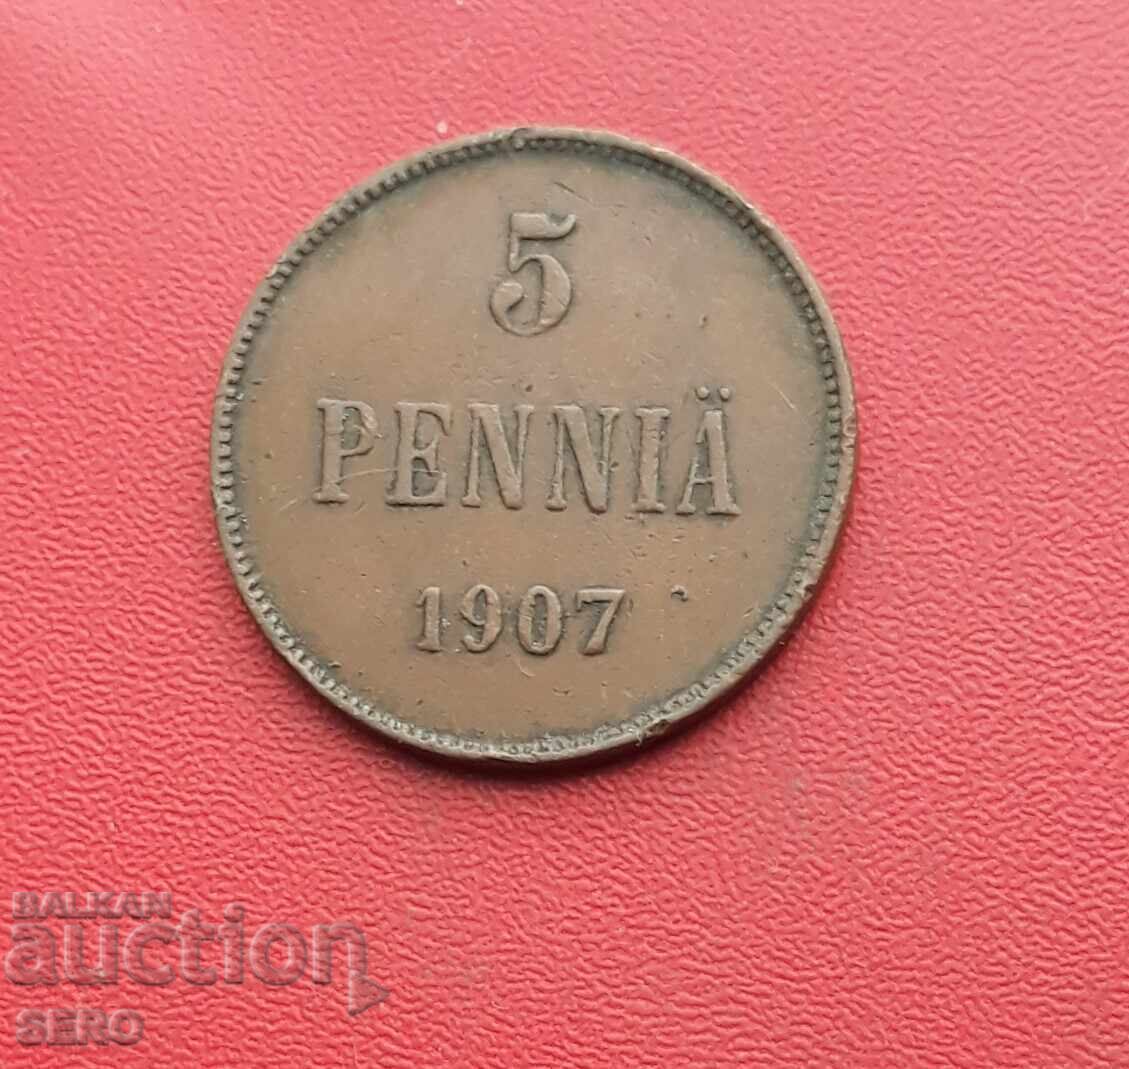 5
PENNIÄ
1907
BALKAN
auction
SERO